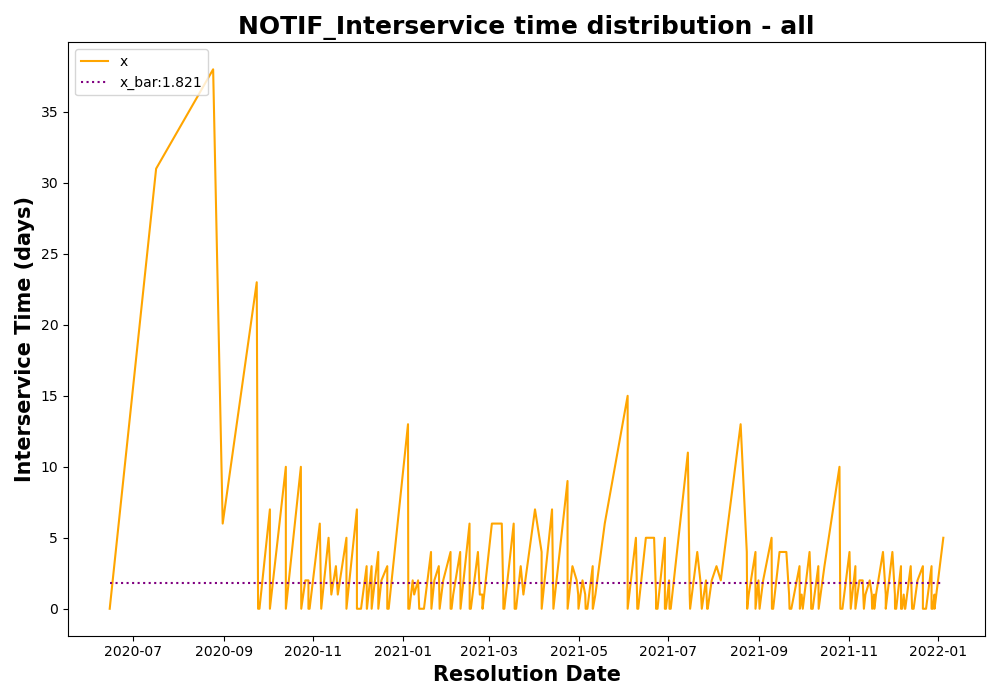 NOTIF_Interservice time distribution - all
x
x_bar:1.821
Interservice Time (days)
35
30
25
20
15
10
5
0
2020-07 2020-09 2020-11 2021-01 2021-03 2021-05 2021-07 2021-09 2021-11 2022-01
Resolution Date